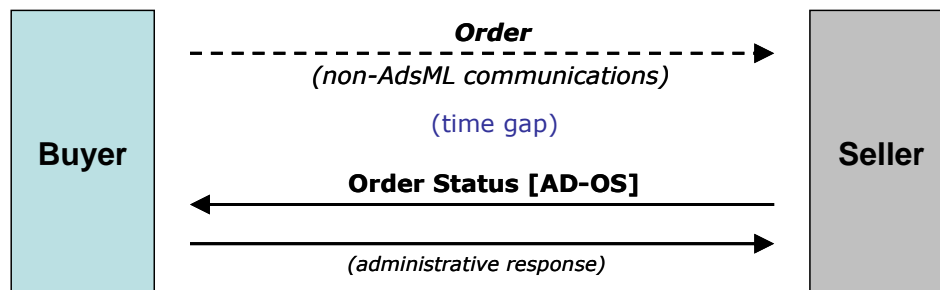 Order
(non-AdsML communications)
(time gap)
Buyer
Seller
Order Status [AD-OS]
(administrative response)